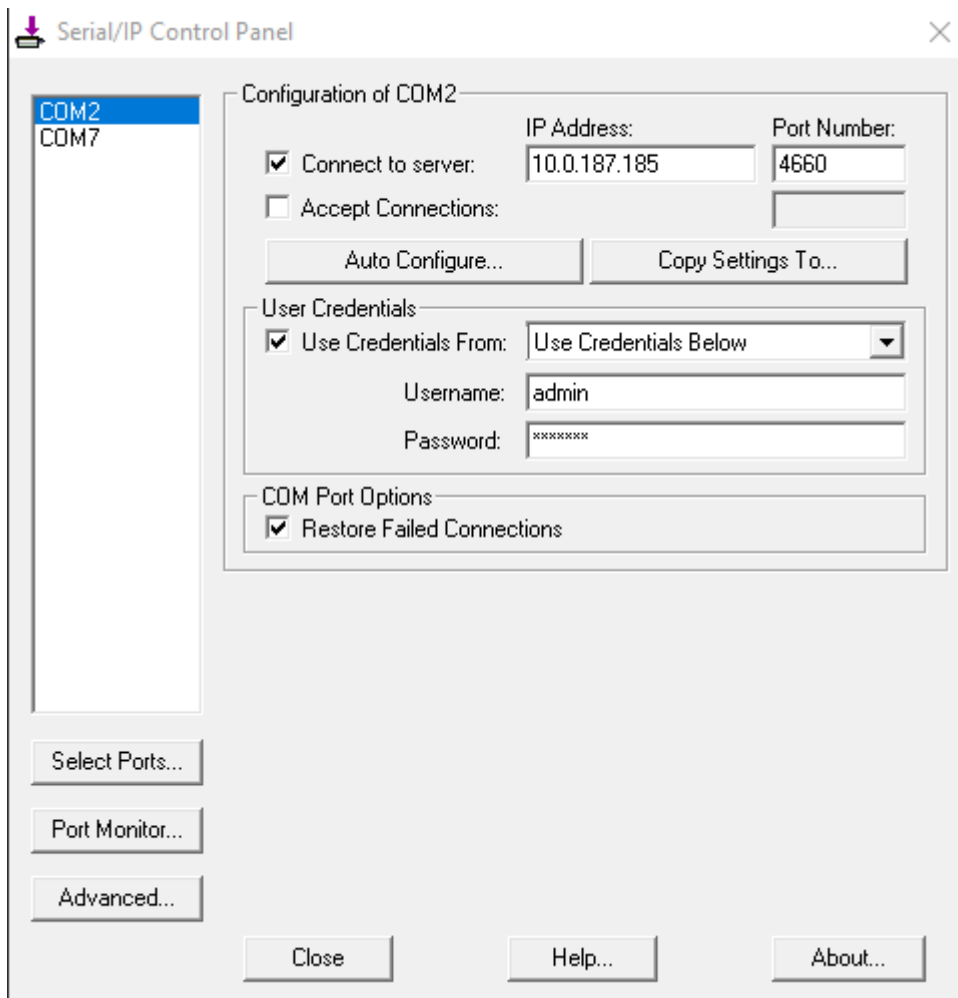 Serial/IP Control Panel
COM2
COM7
Configuration of COM2
IP Address: Port Number:
Connect to server: 10.0.187.185 4660
Accept Connections:
Auto Configure... Copy Settings To...
User Credentials
Use Credentials From: Use Credentials Below
Username: admin
Password: *******
COM Port Options
Restore Failed Connections
Select Ports...
Port Monitor...
Advanced...
Close Help... About...